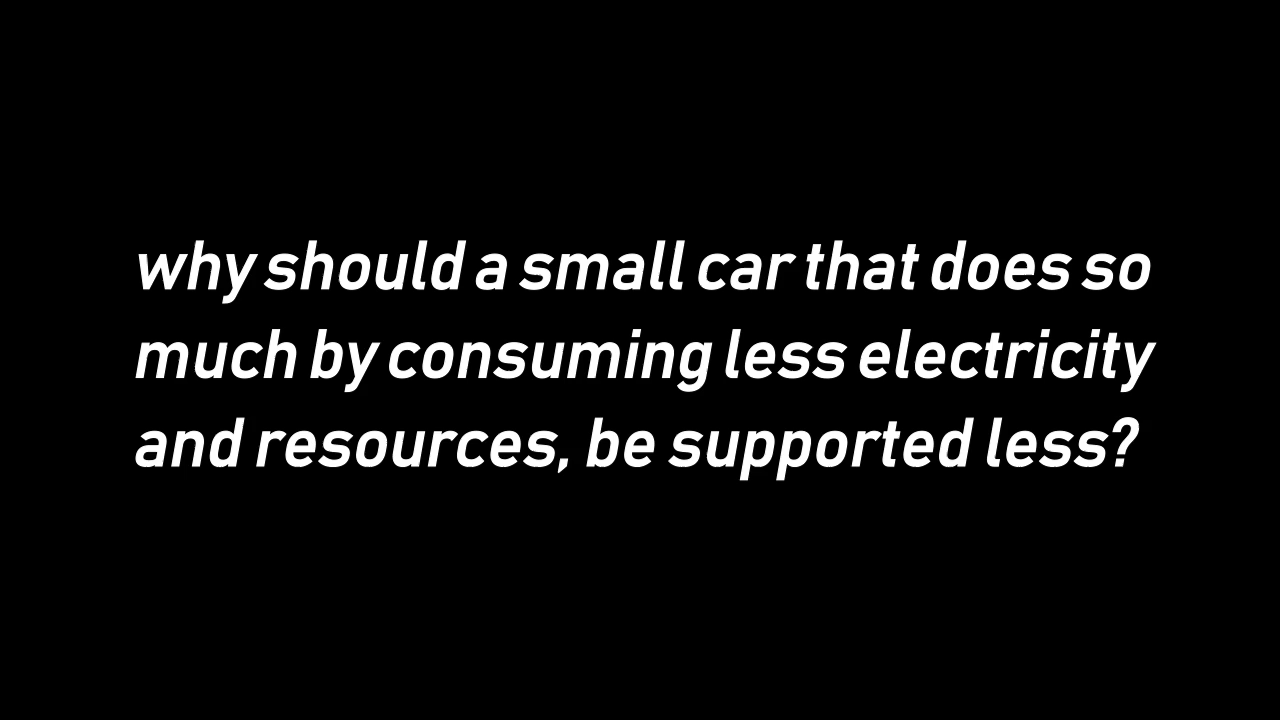 why should a small car that does so
much by consuming less electricity
and resources, be supported less?